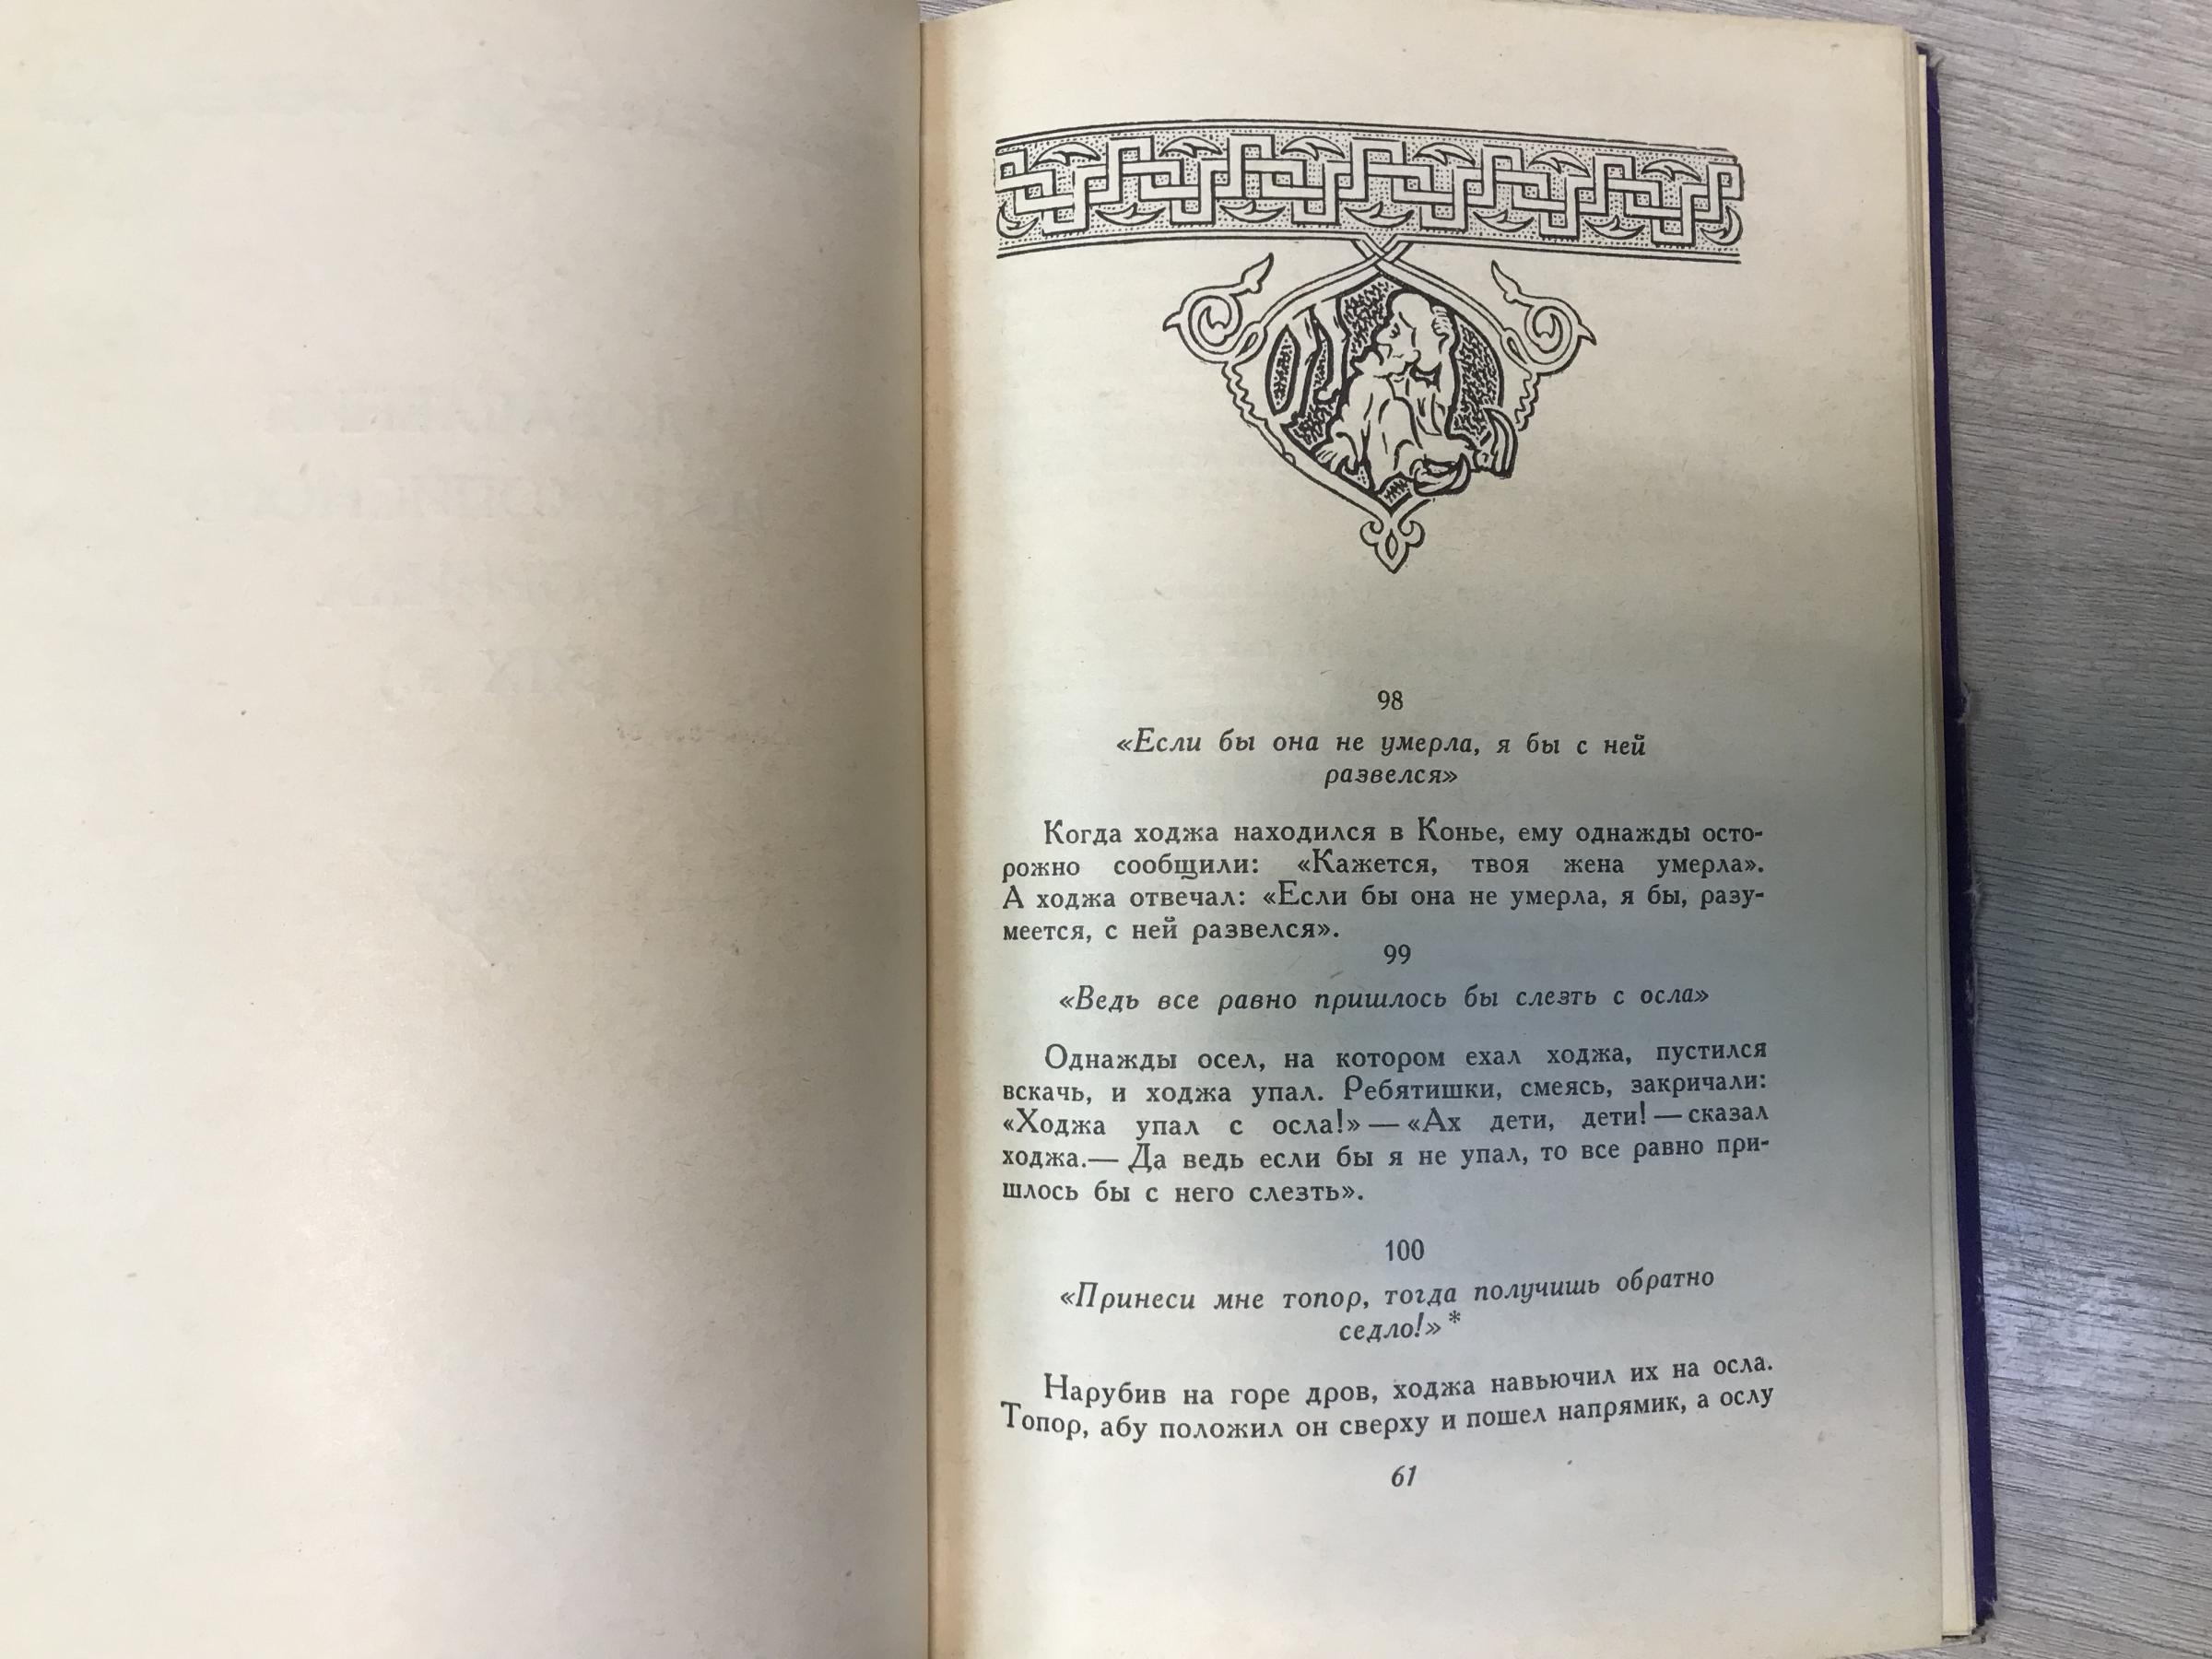 98
«Если бы она не умерла, я бы с ней
развелся»
Когда ходжа находился в Конье, ему однажды осто-
рожно сообщили: «Кажется, твоя жена умерла».
А ходжа отвечал: «Если бы она не умерла, я бы, разу-
меется, с ней развелся».
99
«Ведь все равно пришлось бы слезть с осла»
Однажды осел, на котором ехал ходжа, пустился
вскачь, и ходжа упал. Ребятишки, смеясь, закричали:
«Ходжа упал с осла!» — «Ах дети, дети! — сказал
ходжа.— Да ведь если бы я не упал, то все равно при-
шлось бы с него слезть».
100
«Принеси мне топор, тогда получишь обратно
седло!»*
Нарубив на горе дров, ходжа навьючил их на осла.
Топор, абу положил он сверху и пошел напрямик, а ослу
61